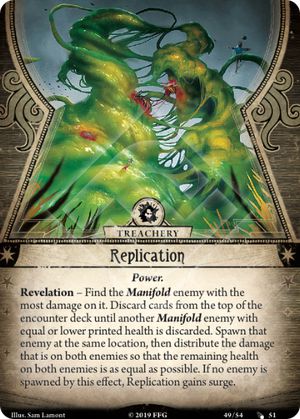 TREACHERY
Replication
Power.
Revelation – Find the Manifold enemy with the
most damage on it. Discard cards from the top of the
encounter deck until another Manifold enemy with
equal or lower printed health is discarded. Spawn that
enemy at the same location, then distribute the damage
that is on both enemies so that the remaining health
on both enemies is as equal as possible. If no enemy is
spawned by this effect, Replication gains surge.
Illus. Sam Lamont © 2019 FFG 49/54 51